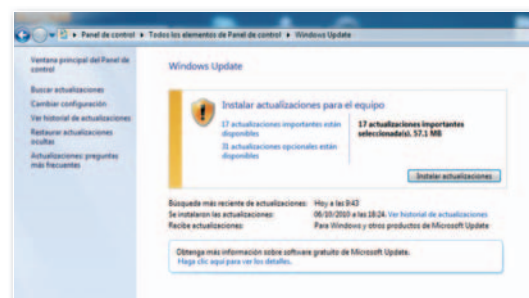 Panel de control ▸ Todos los elementos de Panel de control ▸ Windows Update
Ventana principal del Panel de
control
Buscar actualizaciones
Cambiar configuración
Ver historial de actualizaciones
Restaurar actualizaciones
ocultas
Actualizaciones: preguntas
más frecuentes
Windows Update
Instalar actualizaciones para el equipo
17 actualizaciones importantes están
disponibles
31 actualizaciones opcionales están
disponibles
17 actualizaciones importantes
seleccionada(s). 57.1 MB
Instalar actualizaciones
Búsqueda más reciente de actualizaciones: Hoy a las 9:43
Se instalaron las actualizaciones: 06/10/2010 a las 18:24. Ver historial de actualizaciones
Recibe actualizaciones: Para Windows y otros productos de Microsoft Update
Obtenga más información sobre software gratuito de Microsoft Update.
Haga clic aquí para ver los detalles.